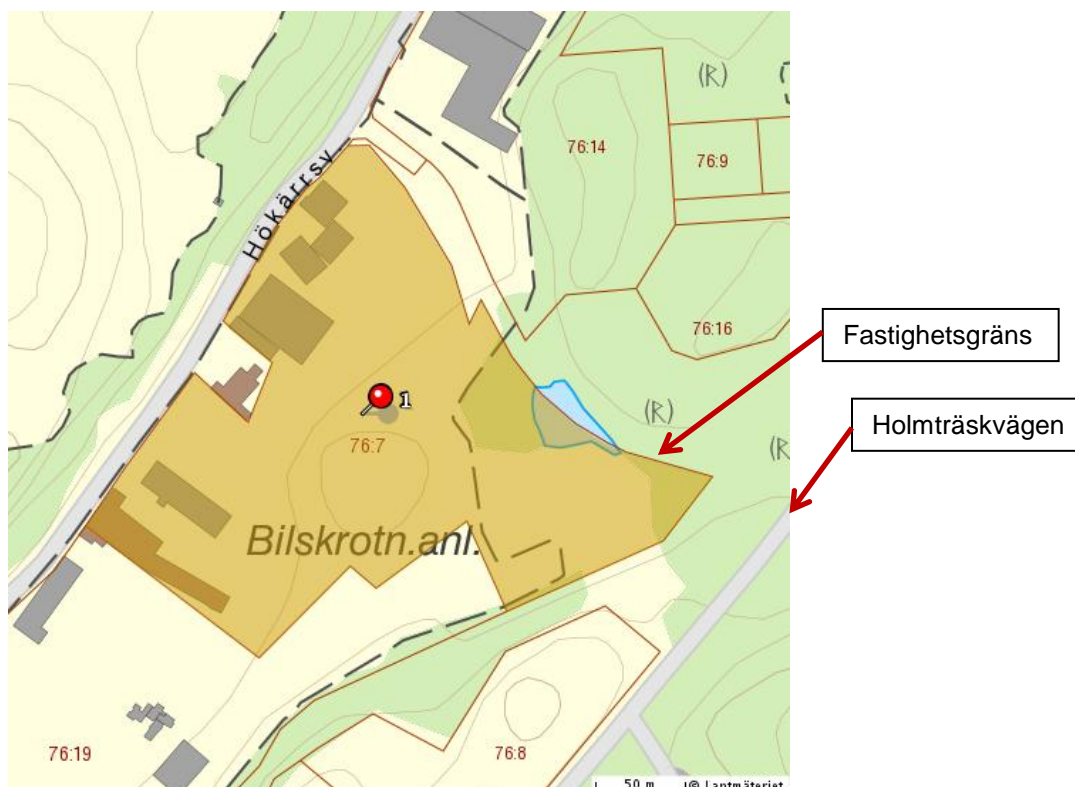 (R)
76:14
76:9
Hökärrsv
76:16
Fastighetsgräns
1
(R)
Holmträskvägen
76:7
(R
Bilskrotn.anl.
76:19
76:8
50 m
© Lantmäteriet